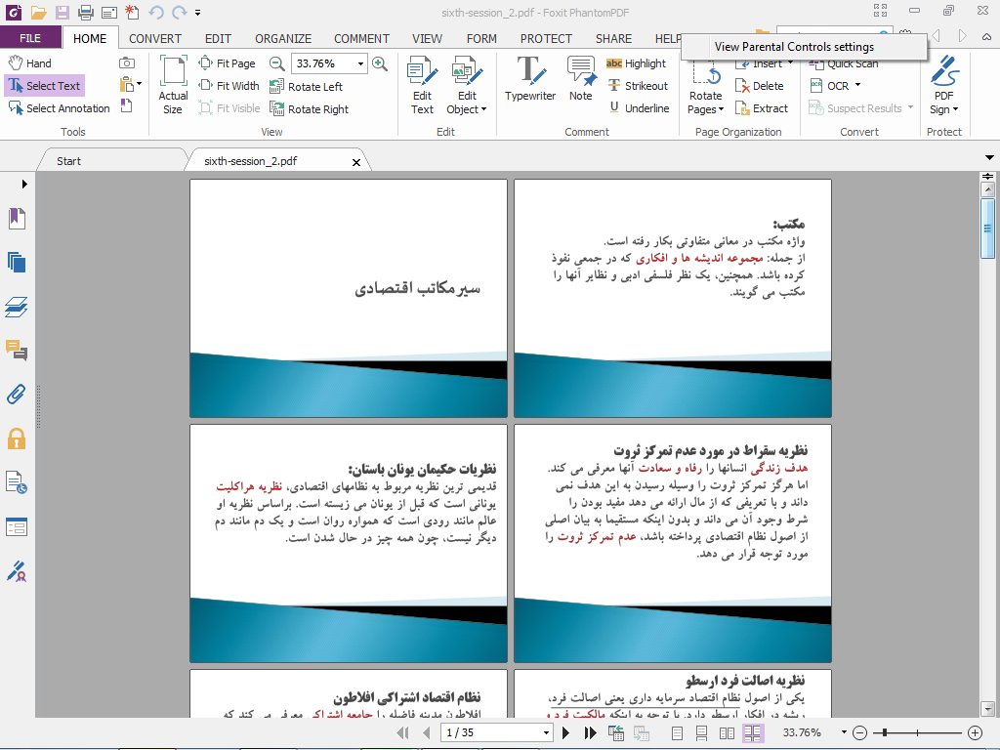 sixth-session_2.pdf - Foxit PhantomPDF
FILE HOME CONVERT EDIT ORGANIZE COMMENT VIEW FORM PROTECT SHARE HELP
View Parental Controls settings
Hand
Select Text
Select Annotation
Tools
Actual Size
Fit Page
Fit Width
Fit Visible
33.76%
Rotate Left
Rotate Right
View
Edit Text
Edit Object
Edit
Typewriter
Note
Highlight
Strikeout
Underline
Comment
Rotate Pages
Insert
Delete
Extract
Page Organization
Quick Scan
OCR
Suspect Results
Convert
PDF Sign
Protect
Start
sixth-session_2.pdf
سیر مکاتب اقتصادی
مکتب:
واژه مکتب در معانی متفاوتی بکار رفته است.
از جمله: مجموعه اندیشه ها و افکاری که در جمعی نفوذ
کرده باشد. همچنین، یک نظر فلسفی ادبی و نظایر آنها را
مکتب می گویند.
نظریات حکیمان یونان باستان:
قدیمی ترین نظریه مربوط به نظامهای اقتصادی، نظریه هراکلیت
یونانی است که قبل از یونان می زیسته است. براساس نظریه او
عالم مانند رودی است که همواره روان است و یک دم مانند دم
دیگر نیست، چون همه چیز در حال شدن است.
نظریه سقراط در مورد عدم تمرکز ثروت
هدف زندگی انسانها را رفاه و سعادت آنها معرفی می کند.
اما هرگز تمرکز ثروت را وسیله رسیدن به این هدف نمی
داند و با تعریفی که از مال ارائه می دهد مفید بودن را
شرط وجود آن می داند و بدون اینکه مستقیما به بیان اصلی
از اصول نظام اقتصادی پرداخته باشد، عدم تمرکز ثروت را
مورد توجه قرار می دهد.
نظام اقتصاد اشتراکی افلاطون
افلاطون مدینه فاضله را جامعه اشتراکی معرفی می کند که
نظریه اصالت فرد ارسطو
یکی از اصول نظام اقتصاد سرمایه داری یعنی اصالت فرد،
ریشه در افکار ارسطو دارد. با توجه به اینکه مالکیت فرد و
1 / 35
33.76%